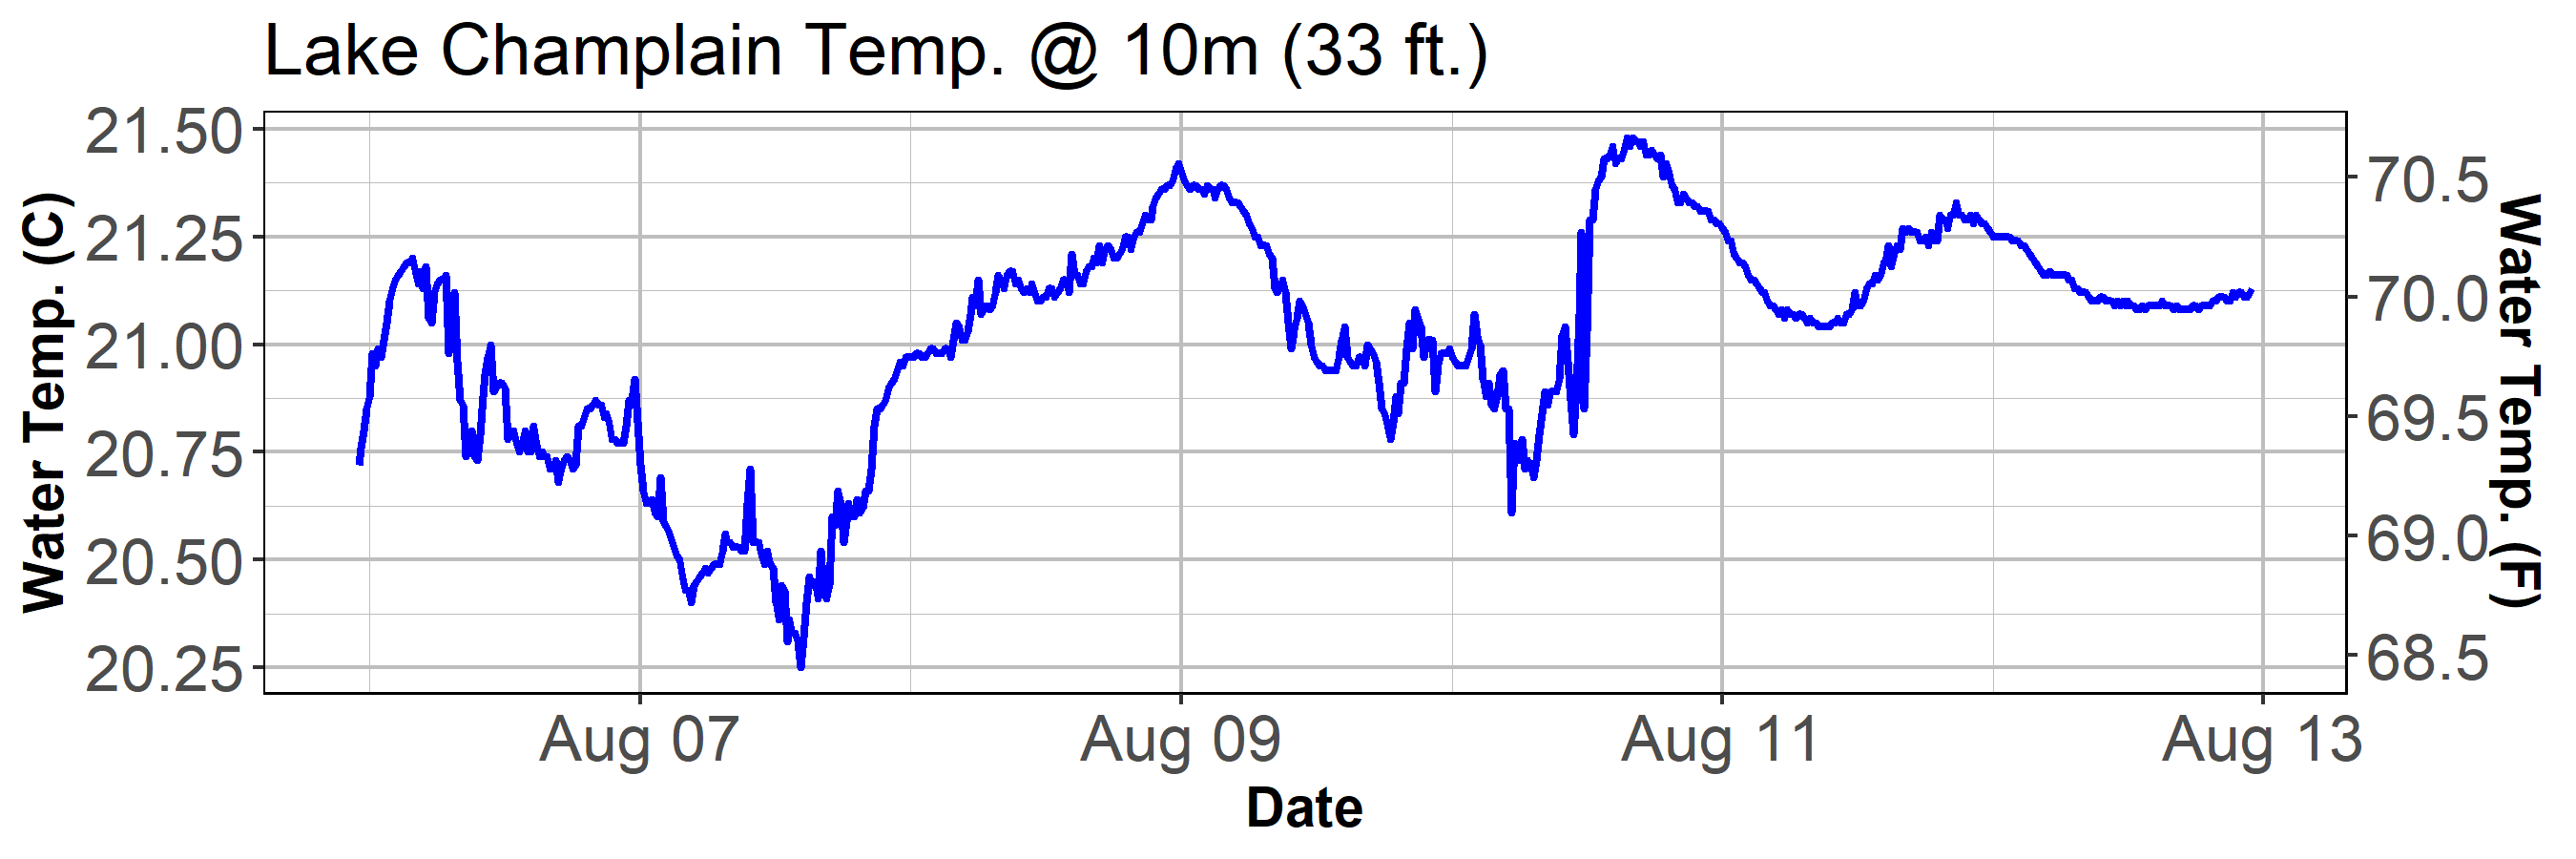 Lake Champlain Temp. @ 10m (33 ft.)
Water Temp. (C)
21.50
21.25
21.00
20.75
20.50
20.25
70.5
70.0
69.5
69.0
68.5
Water Temp. (F)
Aug 07 Aug 09 Aug 11 Aug 13
Date